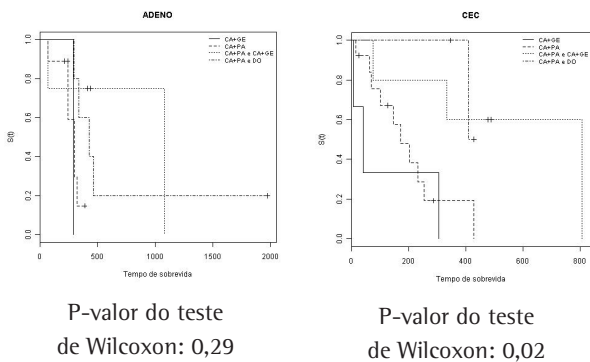 ADENO
CA+GE
CA+PA
CA+PA e CA+GE
CA+PA e DO
1.0
0.8
0.6
0.4
0.2
0.0
S(t)
0
500
1000
1500
2000
Tempo de sobrevida
P-valor do teste
de Wilcoxon: 0,29
CEC
CA+GE
CA+PA
CA+PA e CA+GE
CA+PA e DO
1.0
0.8
0.6
0.4
0.2
0.0
S(t)
0
200
400
600
800
Tempo de sobrevida
P-valor do teste
de Wilcoxon: 0,02